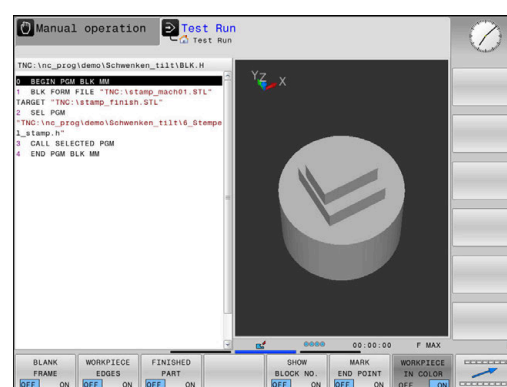 Manual operation
Test Run
Test Run
TNC:\nc_prog\demo\Schwenken_tilt\BLK.H
0 BEGIN PGM BLK MM
1 BLK FORM FILE "TNC:\stamp_mach01.STL"
TARGET "TNC:\stamp_finish.STL"
2 SEL PGM
"TNC:\nc_prog\demo\Schwenken_tilt\6_Stempe
l_stamp.h"
3 CALL SELECTED PGM
4 END PGM BLK MM
Y Z X
00:00:00 F MAX
BLANK FRAME OFF ON
WORKPIECE EDGES OFF ON
FINISHED PART OFF ON
SHOW BLOCK NO. OFF ON
MARK END POINT OFF ON
WORKPIECE IN COLOR OFF ON